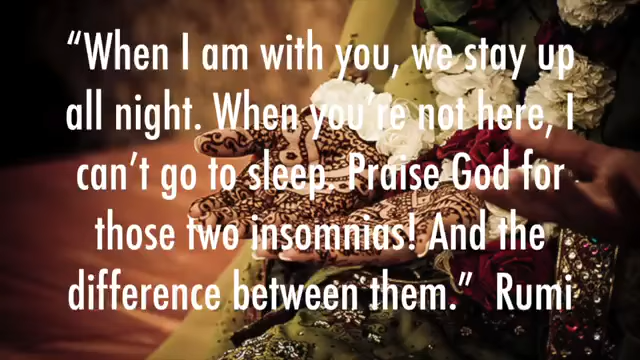 “When I am with you, we stay up
all night. When you’re not here, I
can’t go to sleep. Praise God for
those two insomnias! And the
difference between them.” Rumi